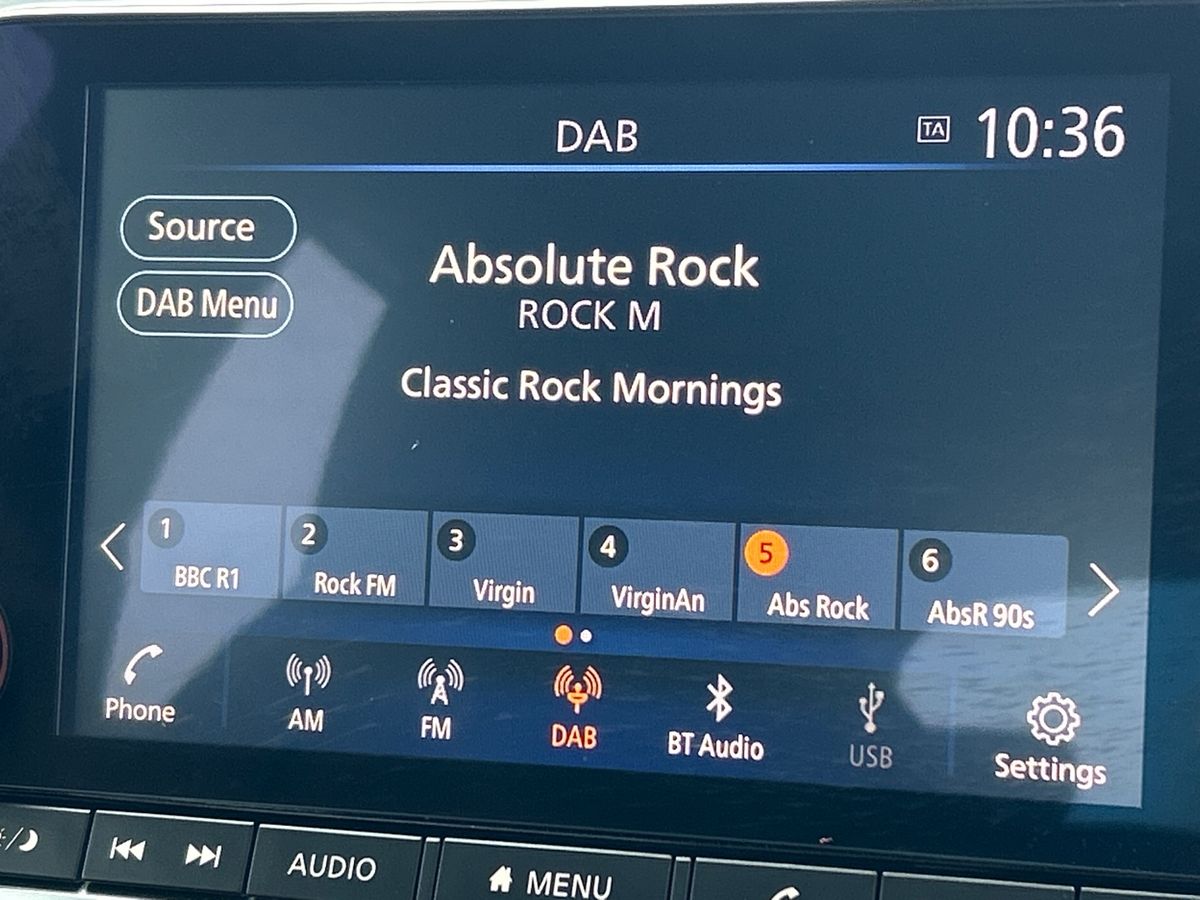 DAB
TA 10:36
Source
DAB Menu
Absolute Rock
ROCK M
Classic Rock Mornings
1 2 3 4 5 6
BBC R1 Rock FM Virgin VirginAn Abs Rock AbsR 90s
Phone AM FM DAB BT Audio USB Settings
AUDIO MENU